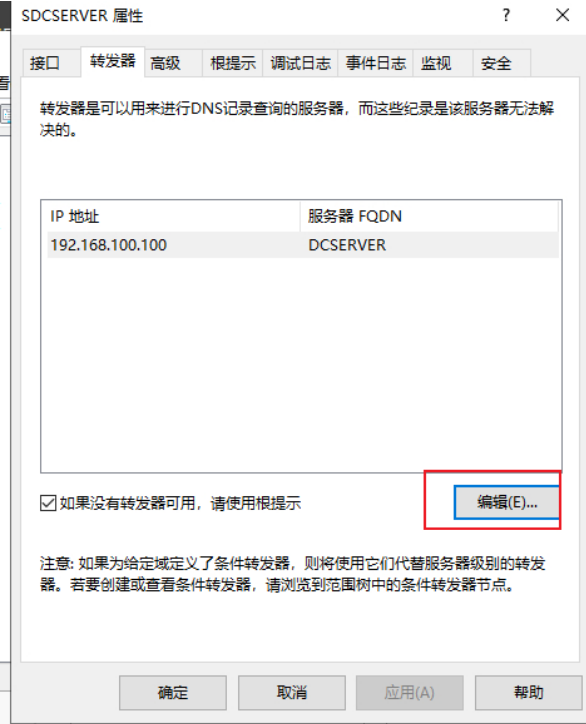 SDCSERVER 属性
接口 转发器 高级 根提示 调试日志 事件日志 监视 安全
转发器是可以用来进行DNS记录查询的服务器，而这些纪录是该服务器无法解
决的。
IP 地址 服务器 FQDN
192.168.100.100 DCSERVER
如果没有转发器可用，请使用根提示
编辑(E)...
注意: 如果为给定域定义了条件转发器，则将使用它们代替服务器级别的转发
器。若要创建或查看条件转发器，请浏览到范围树中的条件转发器节点。
确定 取消 应用(A) 帮助